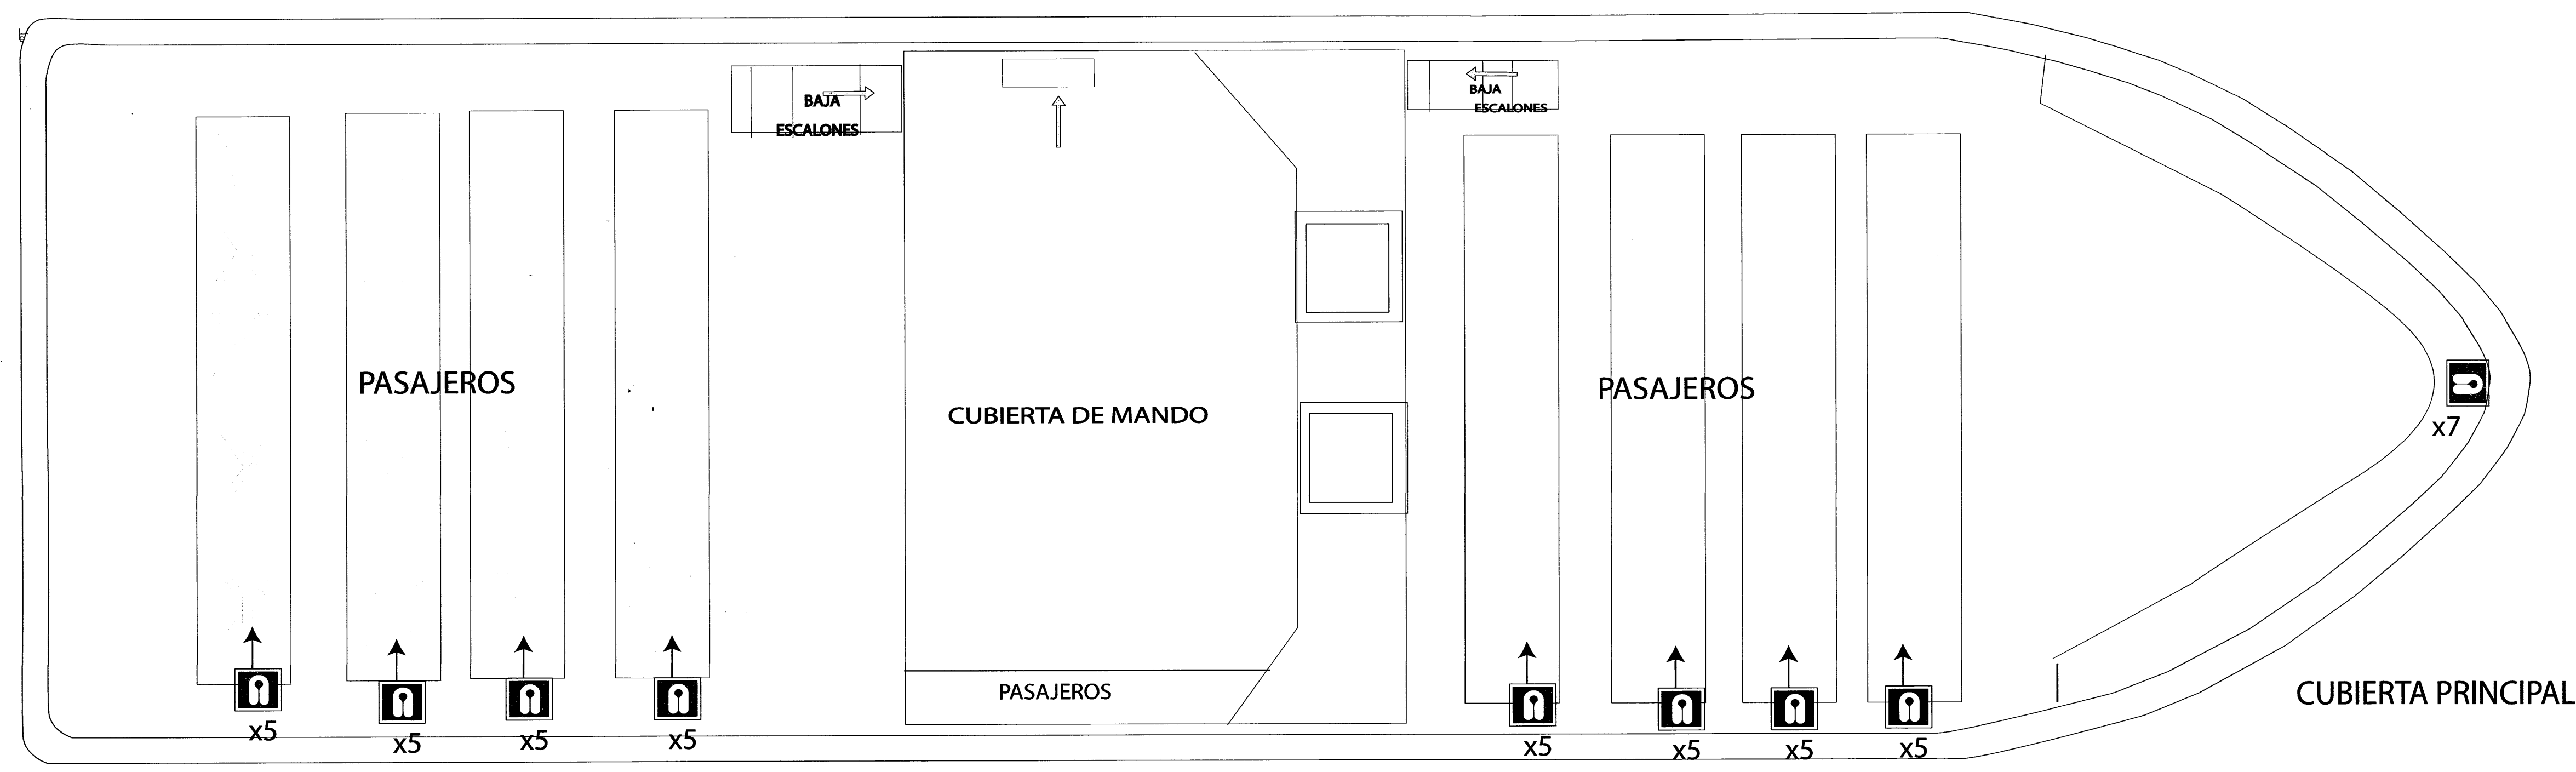 BAJA
ESCALONES
BAJA
ESCALONES
PASAJEROS
CUBIERTA DE MANDO
PASAJEROS
x7
PASAJEROS
CUBIERTA PRINCIPAL
x5
x5
x5
x5
x5
x5
x5
x5